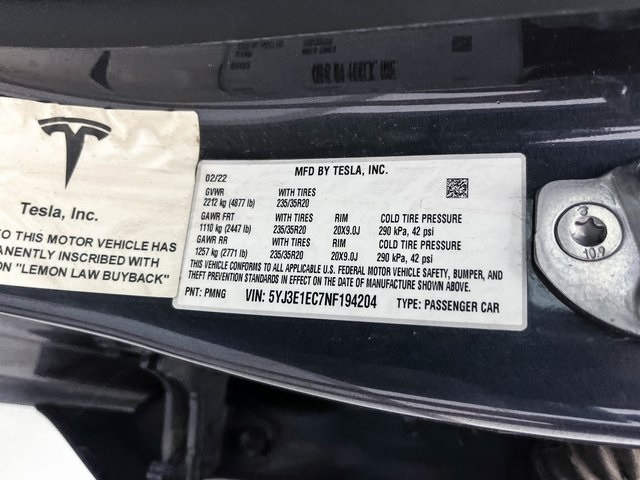 Tesla, Inc.
O THIS MOTOR VEHICLE HAS
ANENTLY INSCRIBED WITH
ON "LEMON LAW BUYBACK"
MFD BY TESLA, INC.
02/22
GVWR WITH TIRES
2212 kg (4877 lb) 235/35R20
GAWR FRT WITH TIRES RIM COLD TIRE PRESSURE
1110 kg (2447 lb) 235/35R20 20X9.0J 290 kPa, 42 psi
GAWR RR WITH TIRES RIM COLD TIRE PRESSURE
1257 kg (2771 lb) 235/35R20 20X9.0J 290 kPa, 42 psi
THIS VEHICLE CONFORMS TO ALL APPLICABLE U.S. FEDERAL MOTOR VEHICLE SAFETY, BUMPER, AND
THEFT PREVENTION STANDARDS IN EFFECT ON THE DATE OF MANUFACTURE SHOWN ABOVE.
PNT: PMNG VIN: 5YJ3E1EC7NF194204 TYPE: PASSENGER CAR
10.9